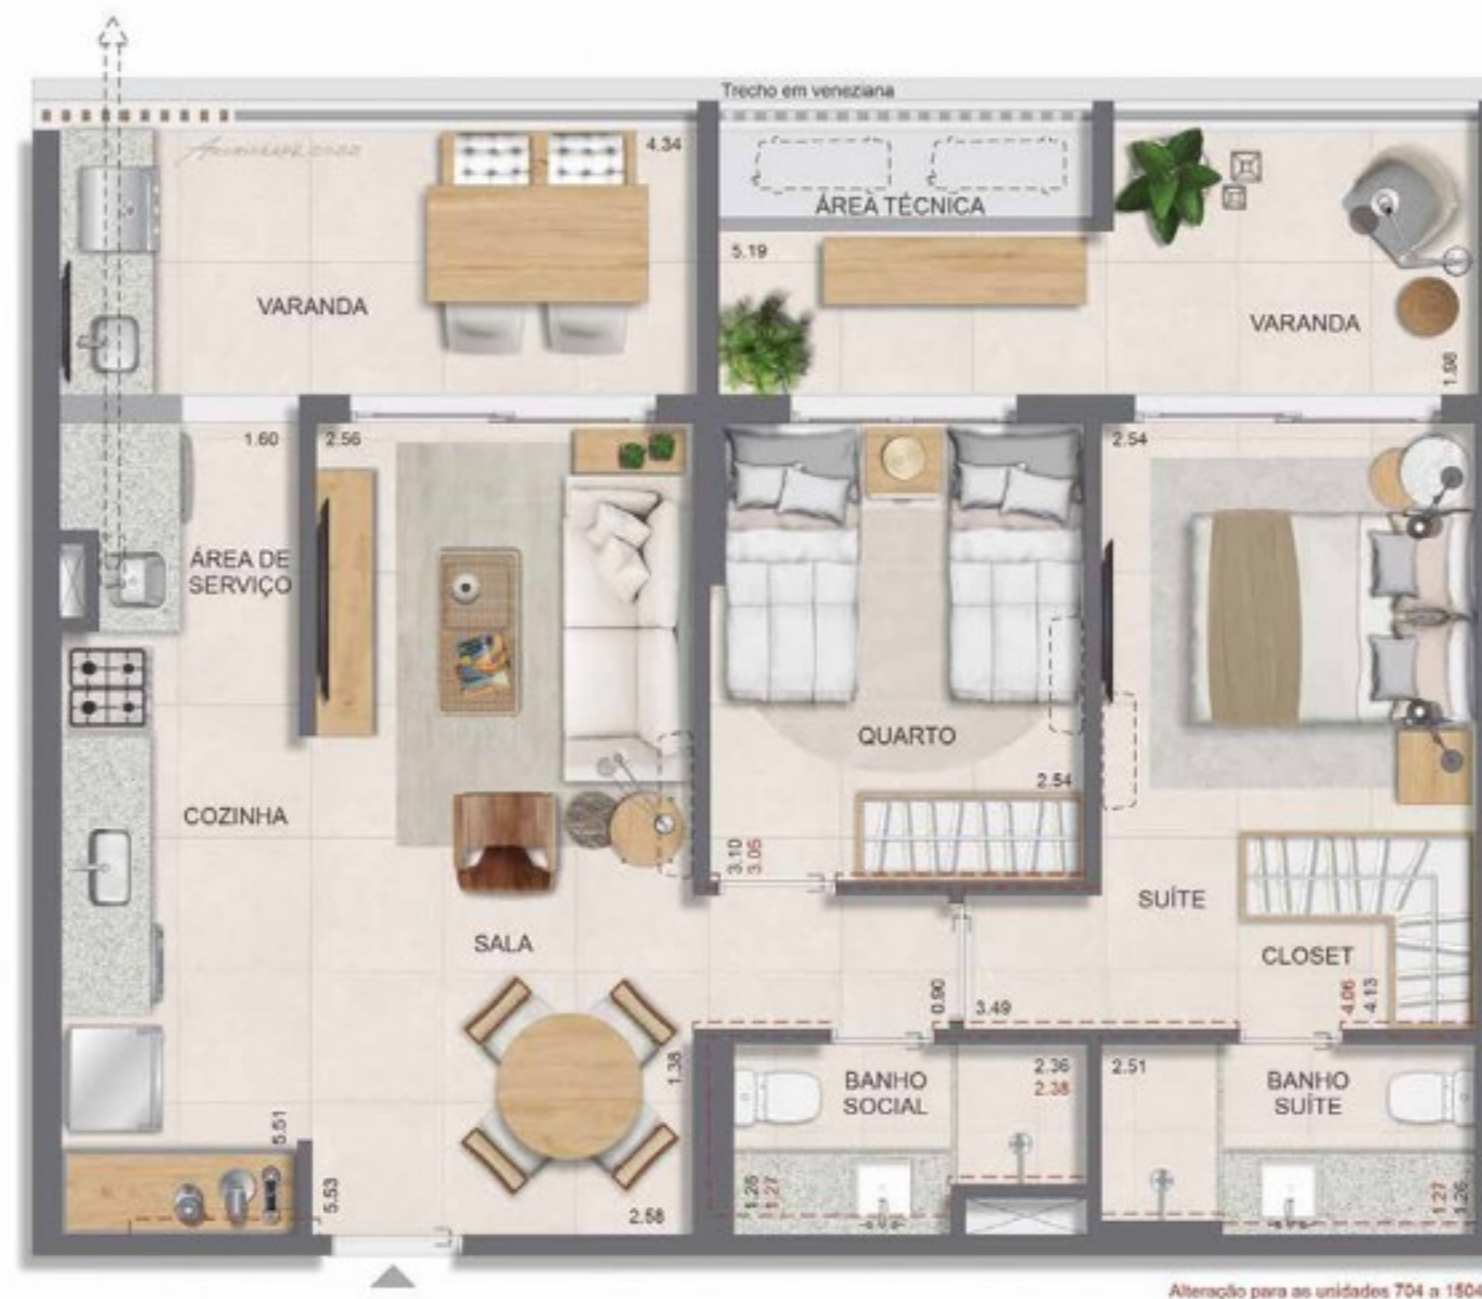 Trecho em veneziana
4.34
ÁREA TÉCNICA
5.19
VARANDA
VARANDA
1.98
1.60
2.56
2.54
ÁREA DE
SERVIÇO
QUARTO
2.54
COZINHA
3.10
3.05
SUÍTE
SALA
CLOSET
0.90
3.49
4.06
4.13
1.38
BANHO
SOCIAL
2.36
2.38
2.51
BANHO
SUÍTE
5.51
5.53
1.26
1.27
1.27
1.26
2.58
Alteração para as unidades 704 a 1504